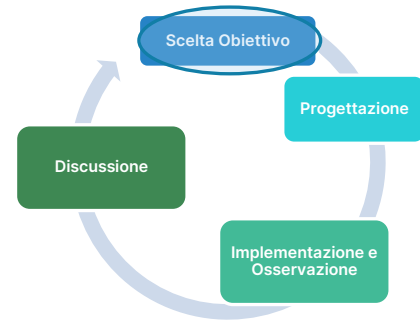 Scelta Obiettivo
Progettazione
Implementazione e
Osservazione
Discussione